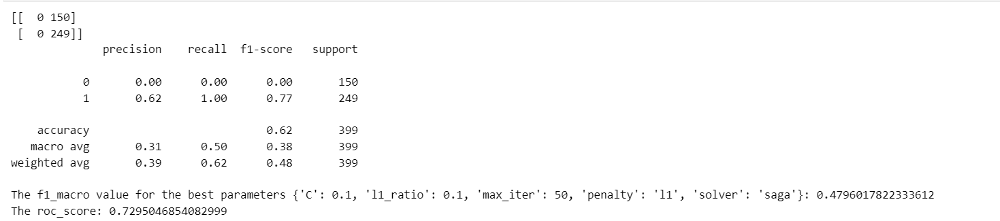 [[  0 150]
 [  0 249]]
              precision    recall  f1-score   support

           0       0.00      0.00      0.00       150
           1       0.62      1.00      0.77       249

    accuracy                           0.62       399
   macro avg       0.31      0.50      0.38       399
weighted avg       0.39      0.62      0.48       399

The f1_macro value for the best parameters {'C': 0.1, 'l1_ratio': 0.1, 'max_iter': 50, 'penalty': 'l1', 'solver': 'saga'}: 0.4796017822333612
The roc_score: 0.7295046854082999